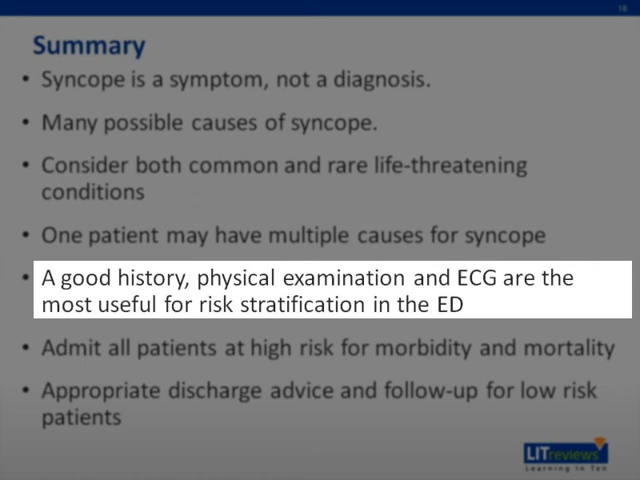 18
Summary
• Syncope is a symptom, not a diagnosis.
• Many possible causes of syncope.
• Consider both common and rare life-threatening
conditions
• One patient may have multiple causes for syncope
• A good history, physical examination and ECG are the
most useful for risk stratification in the ED
• Admit all patients at high risk for morbidity and mortality
• Appropriate discharge advice and follow-up for low risk
patients
LITreviews
Learning in Ten